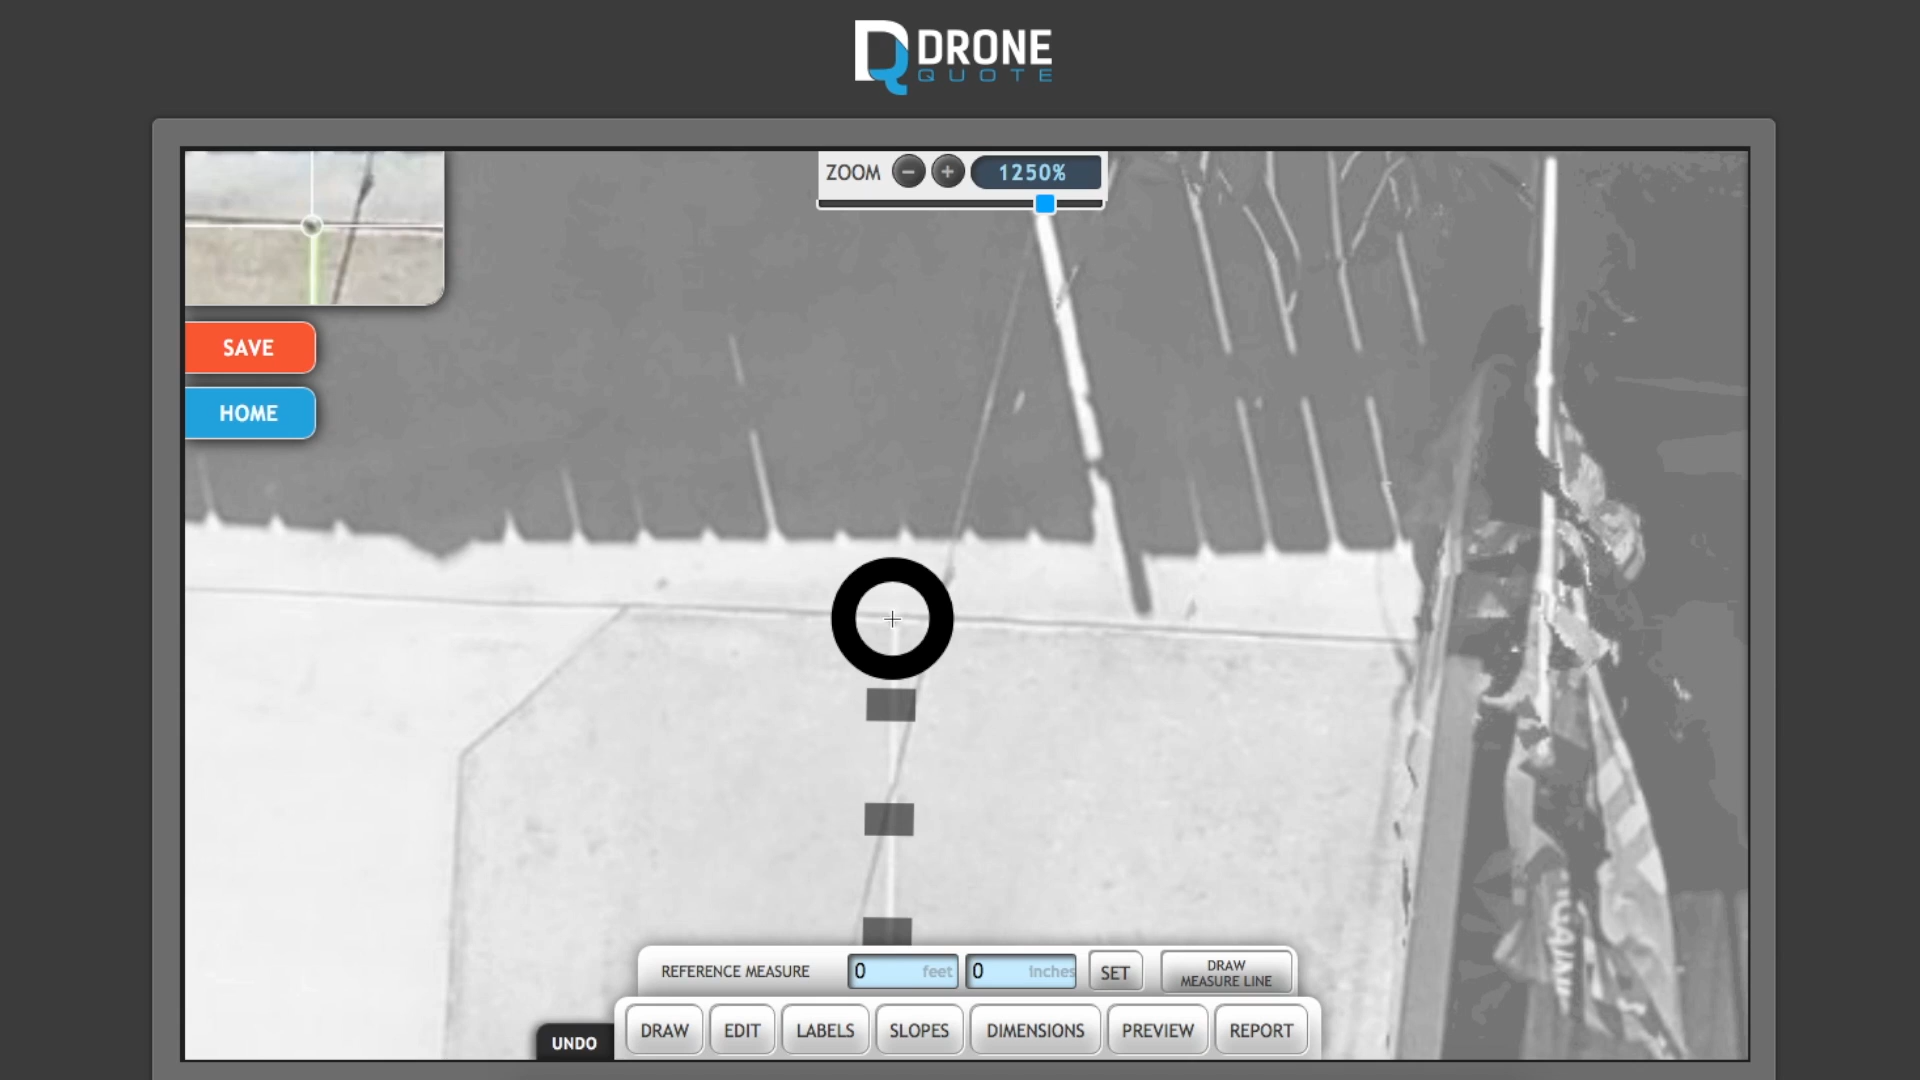 DRONE
QUOTE
ZOOM 1250%
SAVE
HOME
REFERENCE MEASURE 0 feet 0 inches SET DRAW
MEASURE LINE
UNDO DRAW EDIT LABELS SLOPES DIMENSIONS PREVIEW REPORT